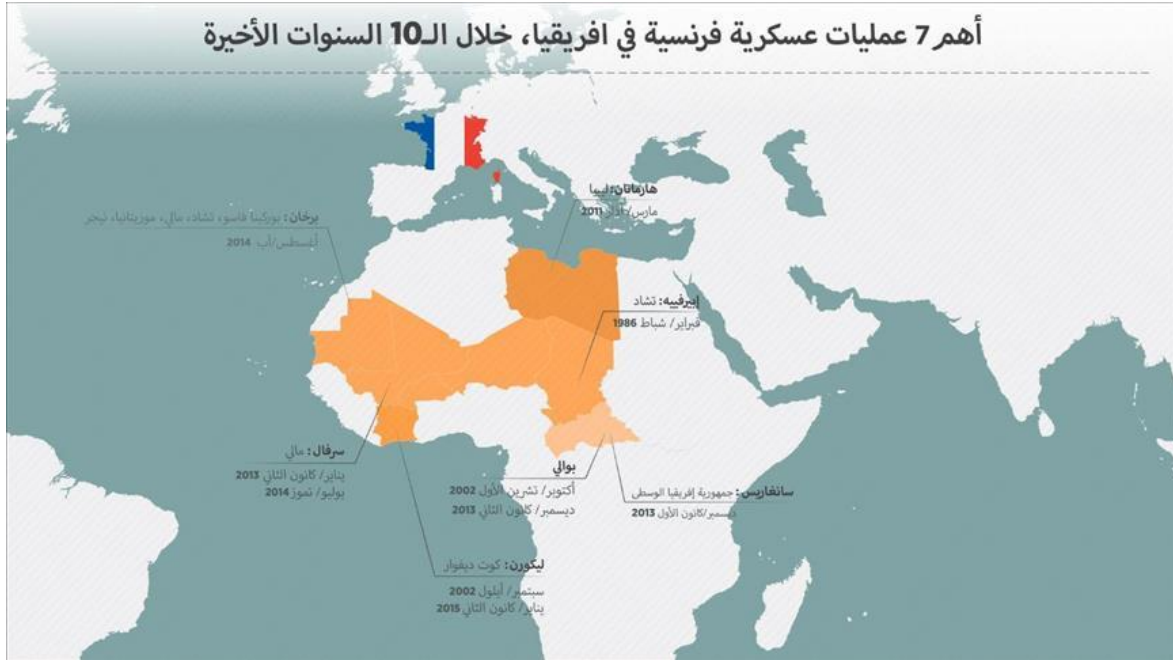 أهم 7 عمليات عسكرية فرنسية في افريقيا، خلال الـ10 السنوات الأخيرة
هارماتان: ليبيا
مارس/ آذار 2011
برخان: بوركينا فاسو، تشاد، مالي، موريتانيا، نيجر
أغسطس/آب 2014
إيبرفييه: تشاد
فبراير/ شباط 1986
سرفال: مالي
يناير/ كانون الثاني 2013
يوليو/ تموز 2014
بوالي
أكتوبر/ تشرين الأول 2002
ديسمبر/ كانون الثاني 2013
سانغاريس: جمهورية إفريقيا الوسطى
ديسمبر/كانون الأول 2013
ليكورن: كوت ديفوار
سبتمبر/ أيلول 2002
يناير/ كانون الثاني 2015